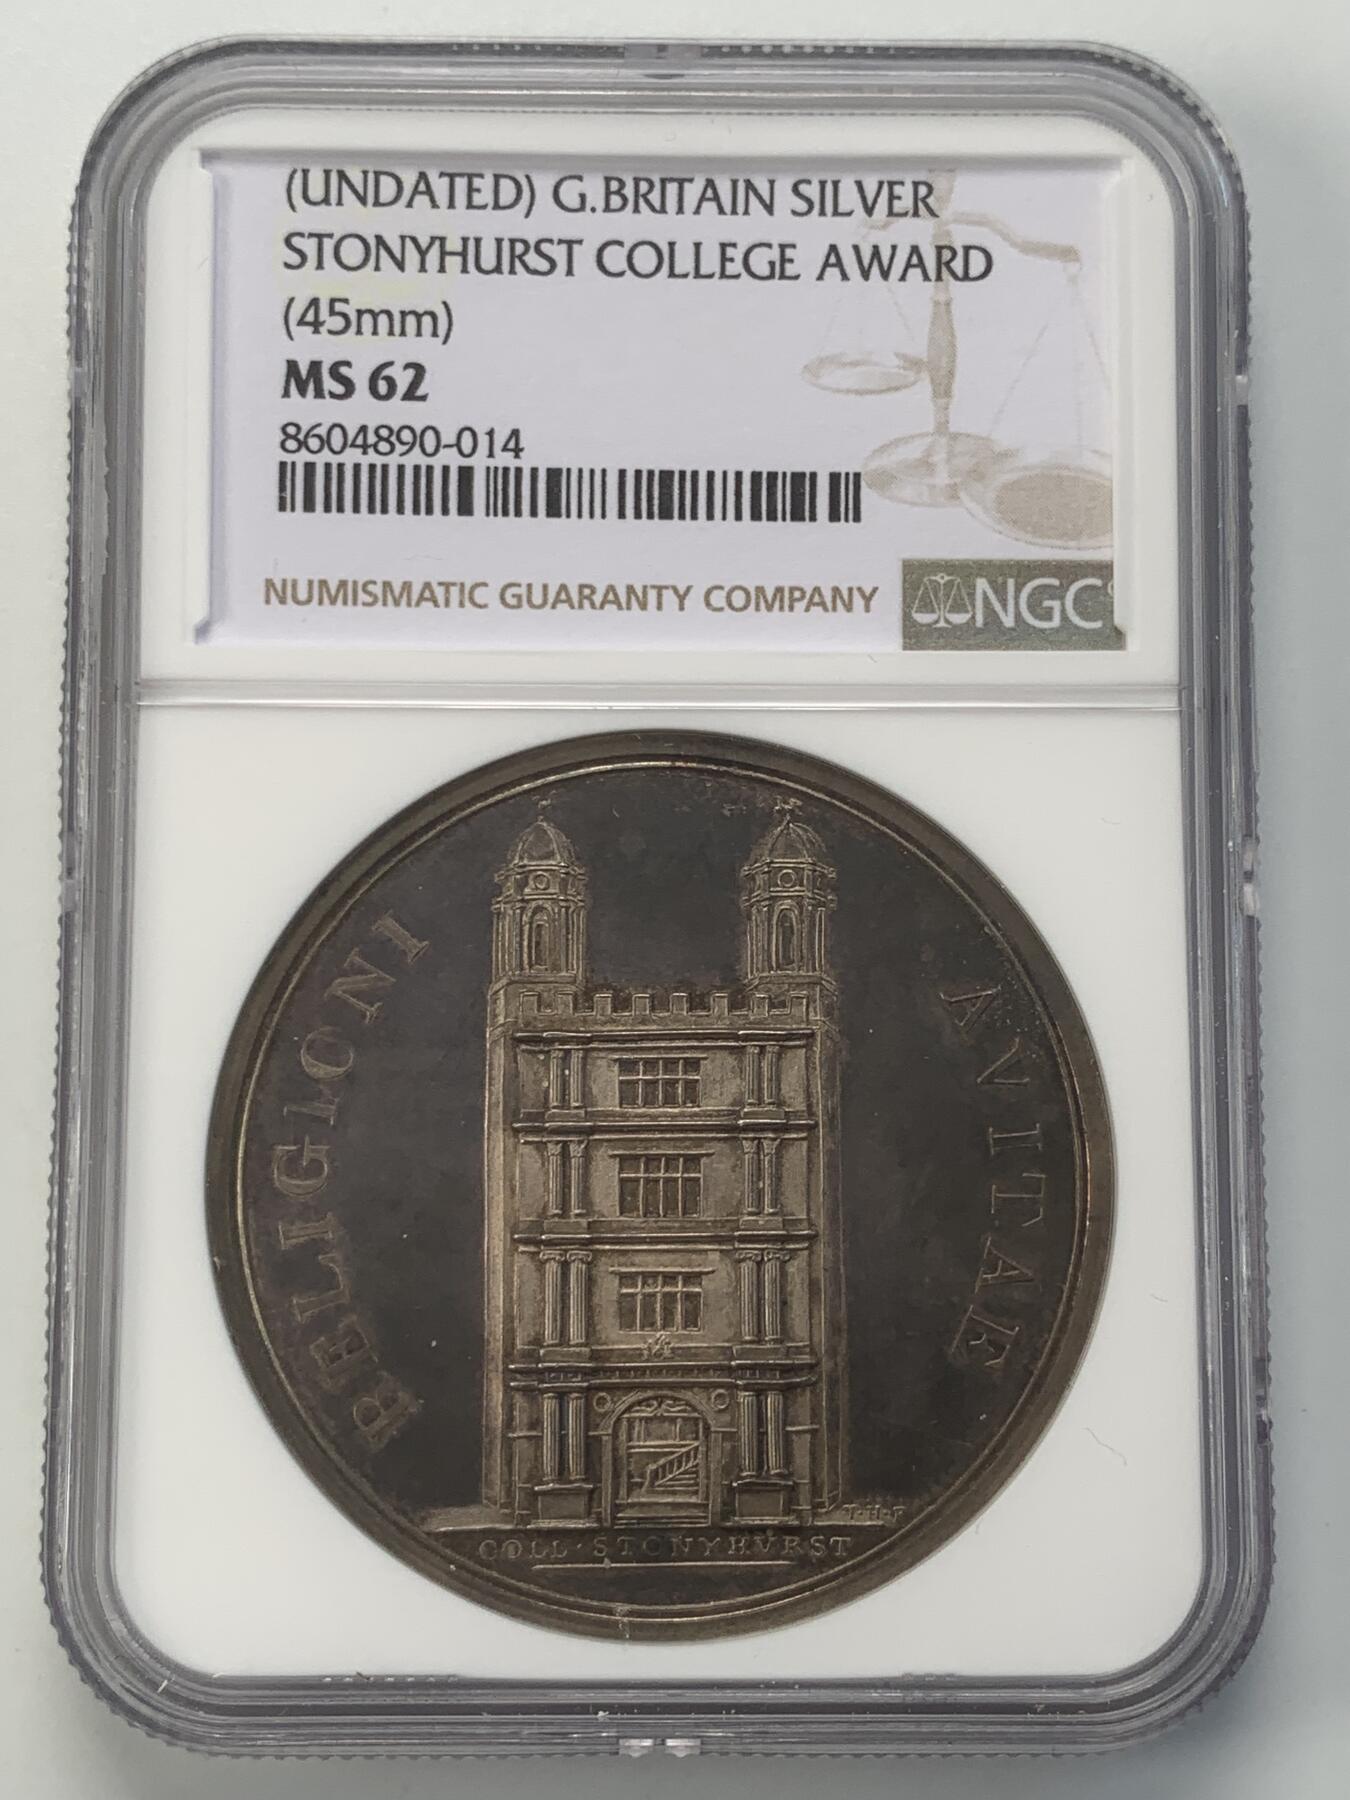 (UNDATED) G.BRITAIN SILVER
STONYHURST COLLEGE AWARD
(45mm)
MS 62
8604890-014
NUMISMATIC GUARANTY COMPANY
NGC
RELIGIONI
AVITAE
T·H·P
COLL·STONYHVRST